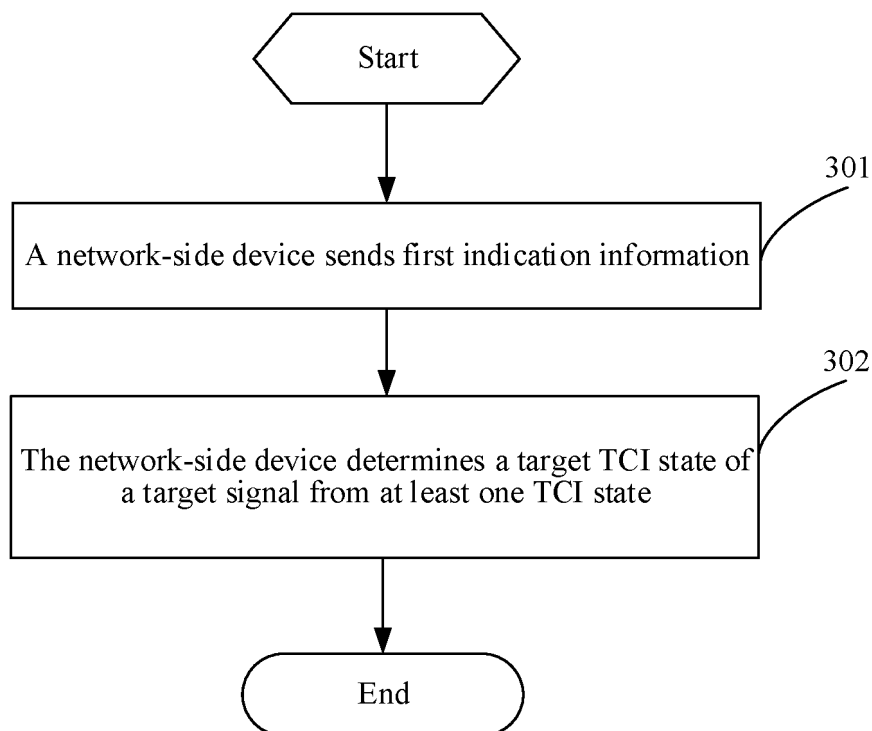 Start
301
A network-side device sends first indication information
302
The network-side device determines a target TCI state of
a target signal from at least one TCI state
End